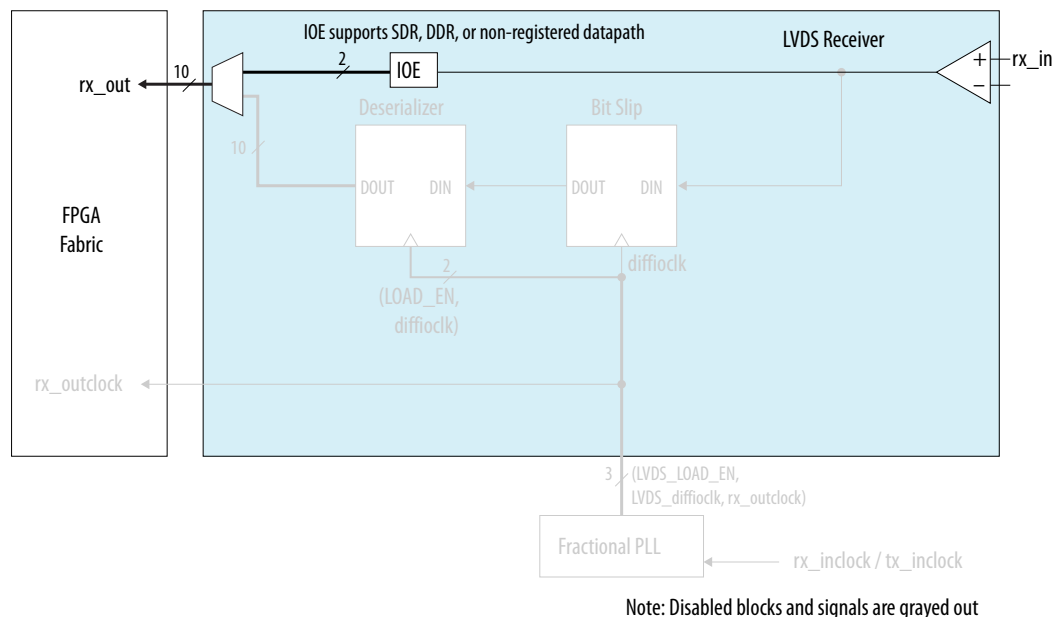 IOE supports SDR, DDR, or non-registered datapath
LVDS Receiver
2
IOE
+
rx_in
10
rx_out
−
Deserializer
Bit Slip
10
DOUT
DIN
DOUT
DIN
FPGA
Fabric
2
diffioclk
(LOAD_EN,
diffioclk)
rx_outclock
3
(LVDS_LOAD_EN,
LVDS_diffioclk, rx_outclock)
Fractional PLL
rx_inclock / tx_inclock
Note: Disabled blocks and signals are grayed out